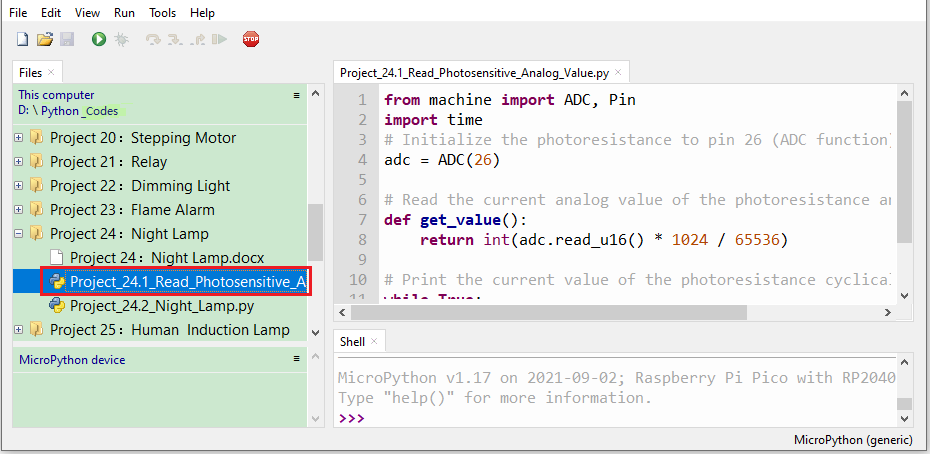 File Edit View Run Tools Help
STOP
Files
This computer
D: \ Python _Codes
Project 20：Stepping Motor
Project 21：Relay
Project 22：Dimming Light
Project 23：Flame Alarm
Project 24：Night Lamp
Project 24：Night Lamp.docx
Project_24.1_Read_Photosensitive_A
Project_24.2_Night_Lamp.py
Project 25：Human Induction Lamp
MicroPython device
Project_24.1_Read_Photosensitive_Analog_Value.py
1 from machine import ADC, Pin
2 import time
3 # Initialize the photoresistance to pin 26 (ADC function)
4 adc = ADC(26)
5
6 # Read the current analog value of the photoresistance an
7 def get_value():
8 return int(adc.read_u16() * 1024 / 65536)
9
10 # Print the current value of the photoresistance cyclical
11 while True:
Shell
MicroPython v1.17 on 2021-09-02; Raspberry Pi Pico with RP2040
Type "help()" for more information.
>>>
MicroPython (generic)